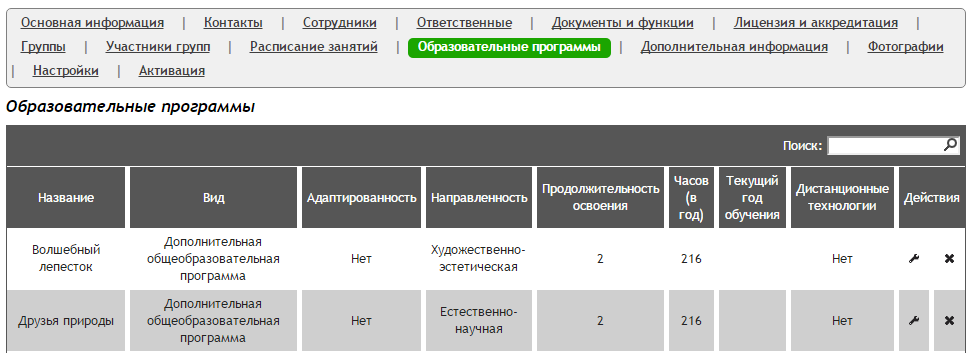 Основная информация | Контакты | Сотрудники | Ответственные | Документы и функции | Лицензия и аккредитация |
Группы | Участники групп | Расписание занятий | Образовательные программы | Дополнительная информация | Фотографии
| Настройки | Активация
Образовательные программы
Поиск:
Название
Вид
Адаптированность
Направленность
Продолжительность
освоения
Часов
(в
год)
Текущий
год
обучения
Дистанционные
технологии
Действия
Волшебный
лепесток
Дополнительная
общеобразовательная
программа
Нет
Художественно-
эстетическая
2
216
Нет
Друзья природы
Дополнительная
общеобразовательная
программа
Нет
Естественно-
научная
2
216
Нет